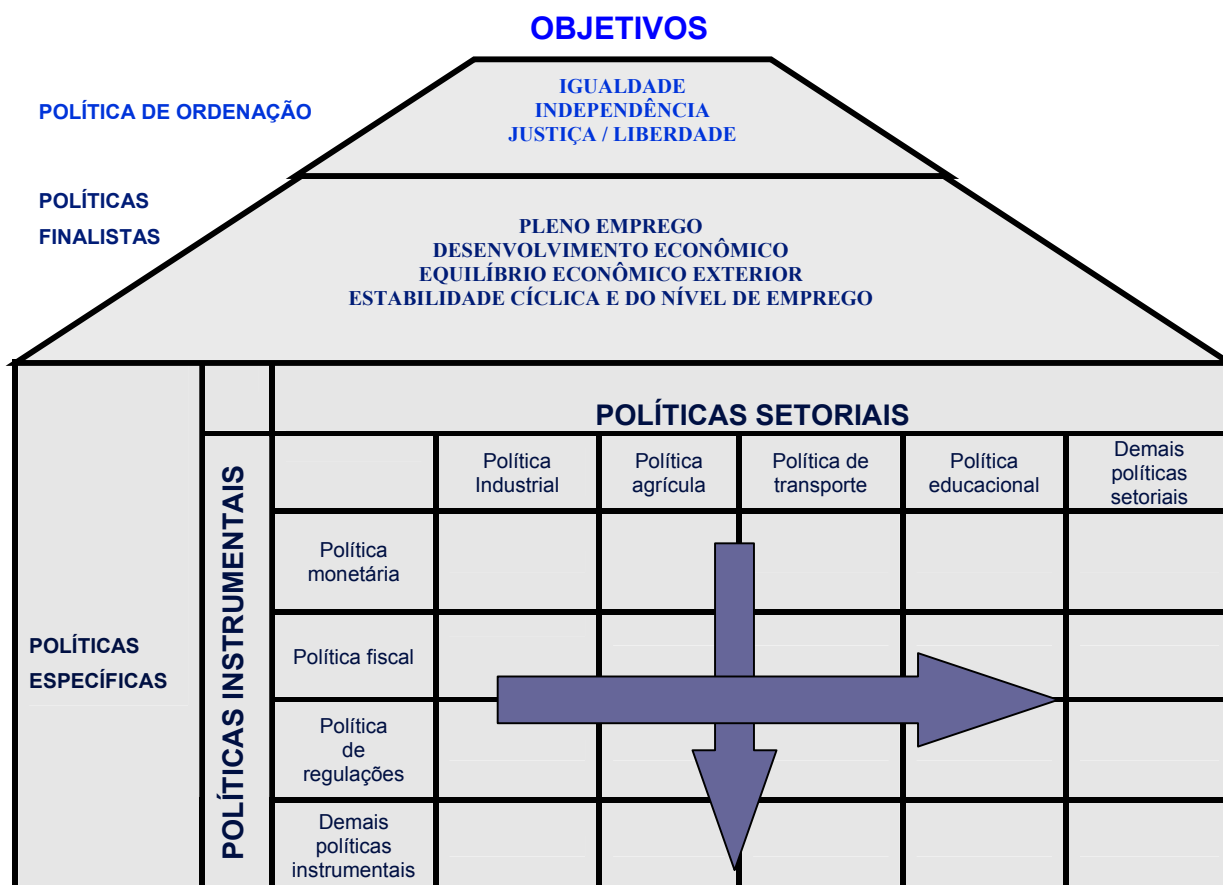 OBJETIVOS
POLÍTICA DE ORDENAÇÃO
IGUALDADE
INDEPENDÊNCIA
JUSTIÇA / LIBERDADE
POLÍTICAS
FINALISTAS
PLENO EMPREGO
DESENVOLVIMENTO ECONÔMICO
EQUILÍBRIO ECONÔMICO EXTERIOR
ESTABILIDADE CÍCLICA E DO NÍVEL DE EMPREGO
POLÍTICAS
ESPECÍFICAS
POLÍTICAS INSTRUMENTAIS
POLÍTICAS SETORIAIS
Política
Industrial
Política
agrícula
Política de
transporte
Política
educacional
Demais
políticas
setoriais
Política
monetária
Política fiscal
Política
de
regulações
Demais
políticas
instrumentais